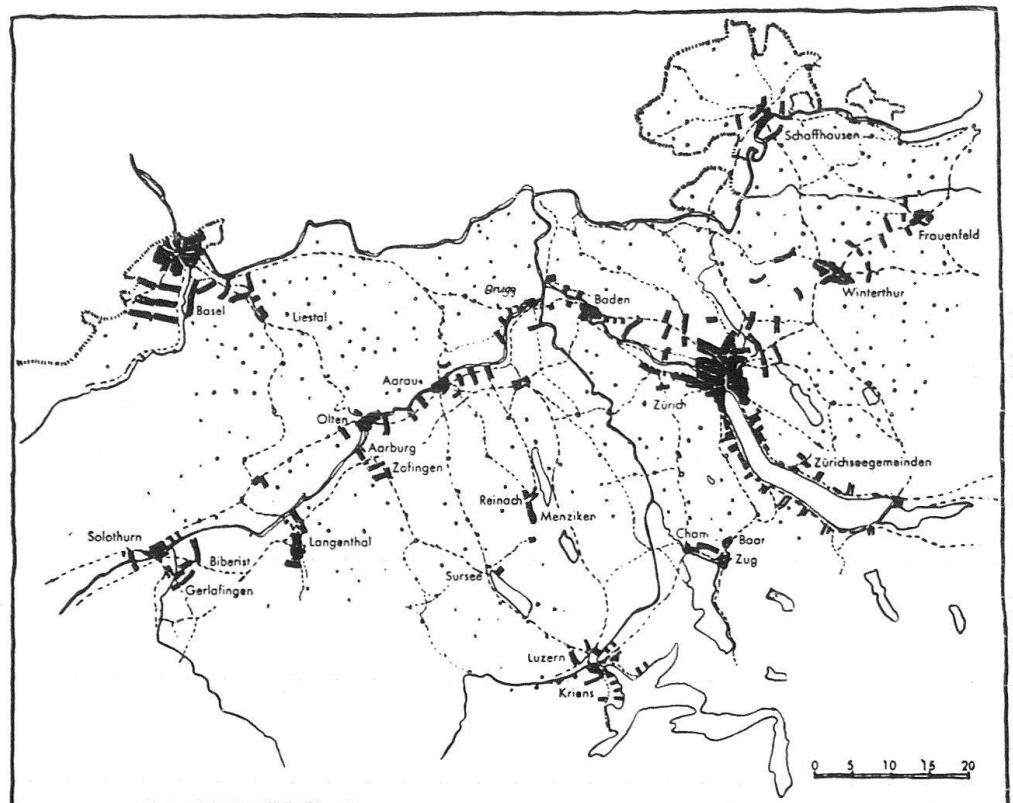 Schaffhausen
Frauenfeld
Winterthur
Basel
Liestal
Brugg
Baden
Aarau
Zürich
Olten
Aarburg
Zofingen
Zürichseegemeinden
Reinach
Menziken
Solothurn
Biberist
Langenthal
Gerlafingen
Cham
Baar
Zug
Sursee
Luzern
Kriens
0 5 10 15 20